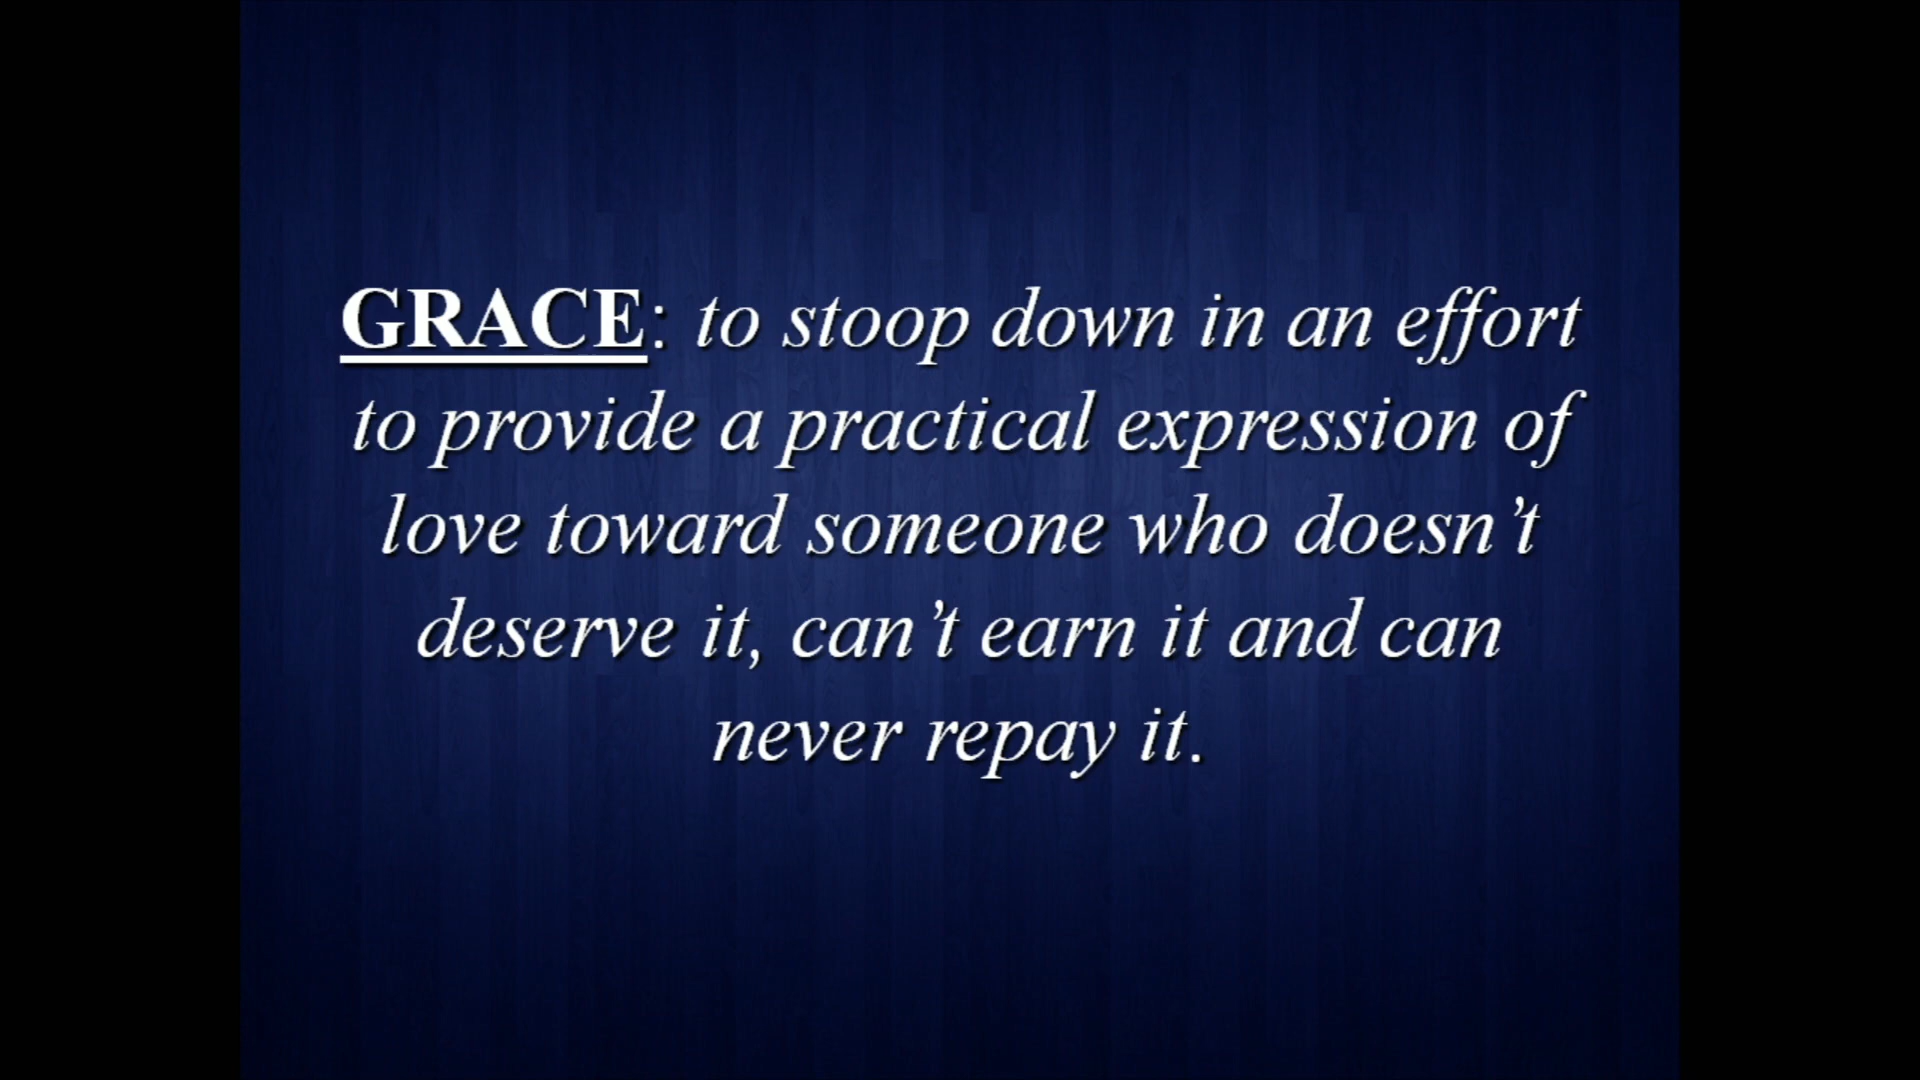 GRACE: to stoop down in an effort
to provide a practical expression of
love toward someone who doesn’t
deserve it, can’t earn it and can
never repay it.